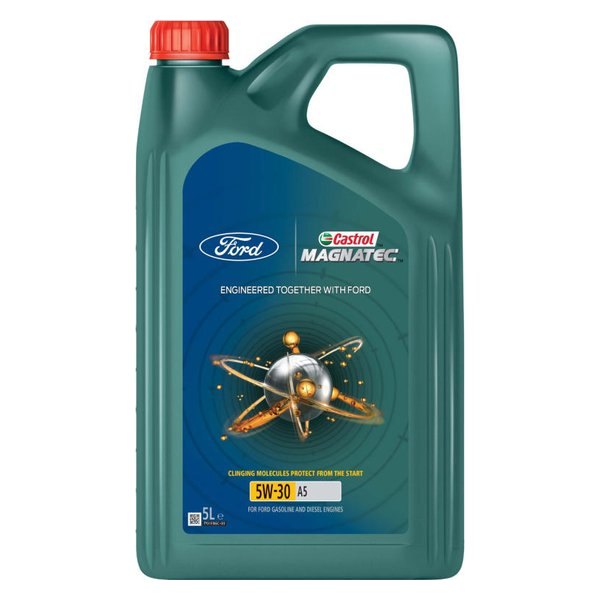 Ford
Castrol
MAGNATEC™
ENGINEERED TOGETHER WITH FORD
CLINGING MOLECULES PROTECT FROM THE START
5W-30 A5
FOR FORD GASOLINE AND DIESEL ENGINES
5L e